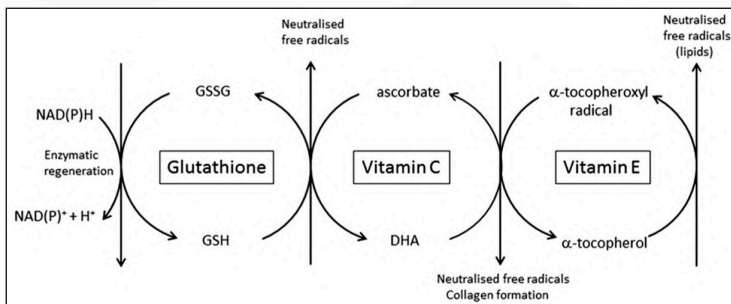 Neutralised
free radicals
Neutralised
free radicals
(lipids)
GSSG
ascorbate
α-tocopheroxyl
radical
NAD(P)H
Enzymatic
regeneration
Glutathione
Vitamin C
Vitamin E
NAD(P)⁺ + H⁺
GSH
DHA
α-tocopherol
Neutralised free radicals
Collagen formation